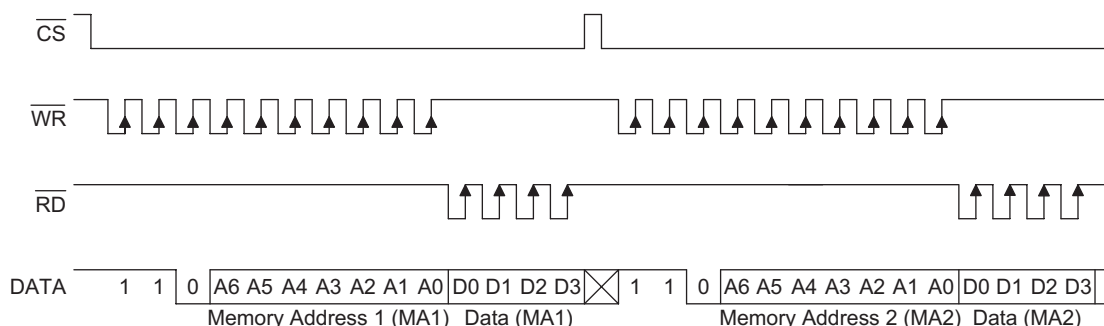 CS
WR
RD
DATA 1 1 0 A6 A5 A4 A3 A2 A1 A0 D0 D1 D2 D3 1 1 0 A6 A5 A4 A3 A2 A1 A0 D0 D1 D2 D3
Memory Address 1 (MA1) Data (MA1) Memory Address 2 (MA2) Data (MA2)